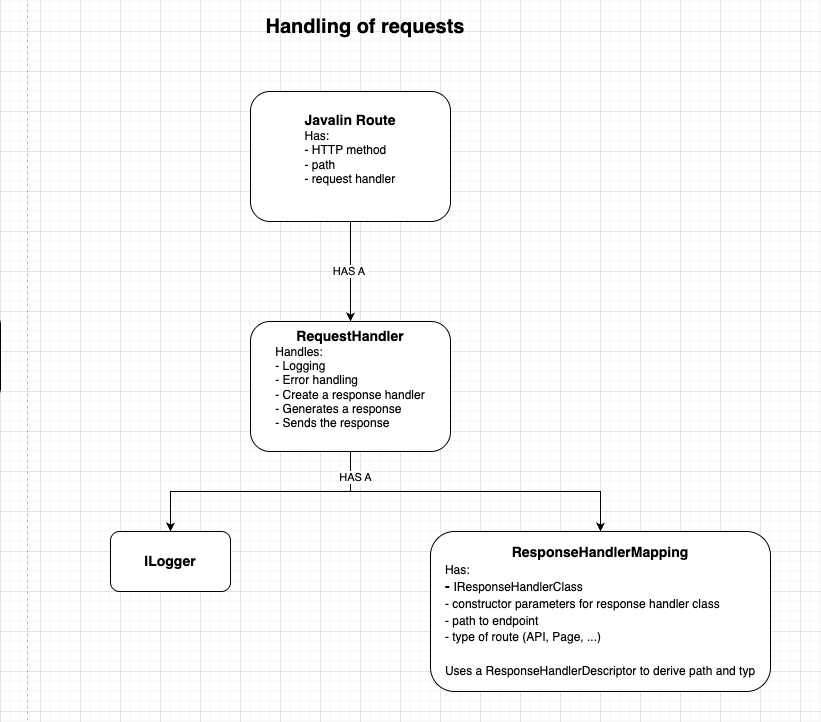 Handling of requests
Javalin Route
Has:
- HTTP method
- path
- request handler
HAS A
RequestHandler
Handles:
- Logging
- Error handling
- Create a response handler
- Generates a response
- Sends the response
HAS A
ILogger
ResponseHandlerMapping
Has:
- IResponseHandlerClass
- constructor parameters for response handler class
- path to endpoint
- type of route (API, Page, ...)
Uses a ResponseHandlerDescriptor to derive path and typ